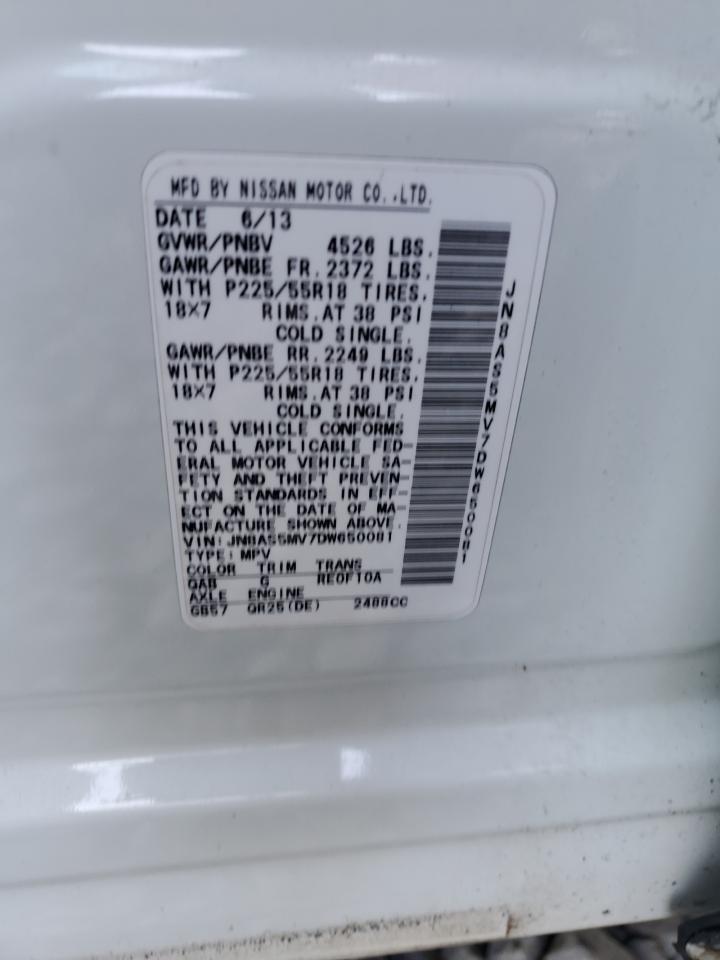 MFD BY NISSAN MOTOR CO.,LTD.
DATE 6/13
GVWR/PNBV 4526 LBS.
GAWR/PNBE FR. 2372 LBS.
WITH P225/55R18 TIRES.
18×7 RIMS. AT 38 PSI
COLD SINGLE.
GAWR/PNBE RR. 2249 LBS.
WITH P225/55R18 TIRES.
18×7 RIMS. AT 38 PSI
COLD SINGLE.
THIS VEHICLE CONFORMS
TO ALL APPLICABLE FED-
ERAL MOTOR VEHICLE SA-
FETY AND THEFT PREVEN-
TION STANDARDS IN EFF-
ECT ON THE DATE OF MA-
NUFACTURE SHOWN ABOVE.
VIN: JN8AS5MV7DW650081
TYPE: MPV
COLOR TRIM TRANS
QAB G RE0F10A
AXLE ENGINE
GB57 QR25(DE) 2488CC
JN8AS5MV7DW650081